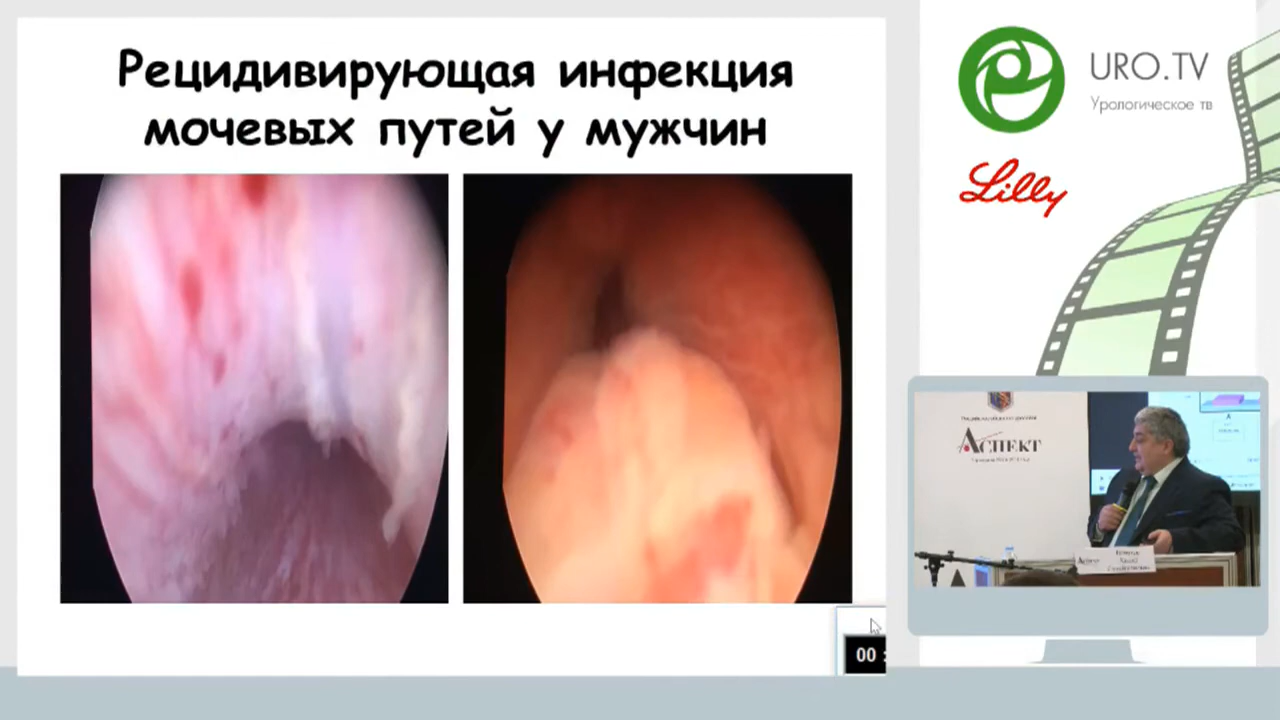 Рецидивирующая инфекция
мочевых путей у мужчин
URO.TV
Урологическое тв
Lilly
АСПЕКТ
00 :